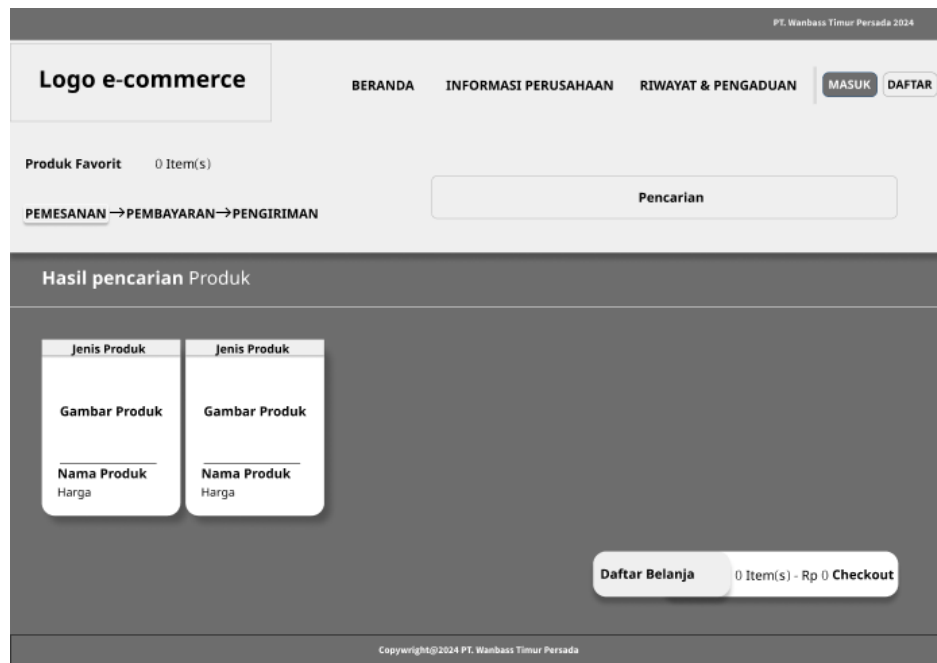 PT. Wanbass Timur Persada 2024
Logo e-commerce
BERANDA INFORMASI PERUSAHAAN RIWAYAT & PENGADUAN MASUK DAFTAR
Produk Favorit 0 Item(s)
Pencarian
PEMESANAN→PEMBAYARAN→PENGIRIMAN
Hasil pencarian Produk
Jenis Produk Jenis Produk
Gambar Produk Gambar Produk
Nama Produk Nama Produk
Harga Harga
Daftar Belanja 0 Item(s) - Rp 0 Checkout
Copywright@2024 PT. Wanbass Timur Persada